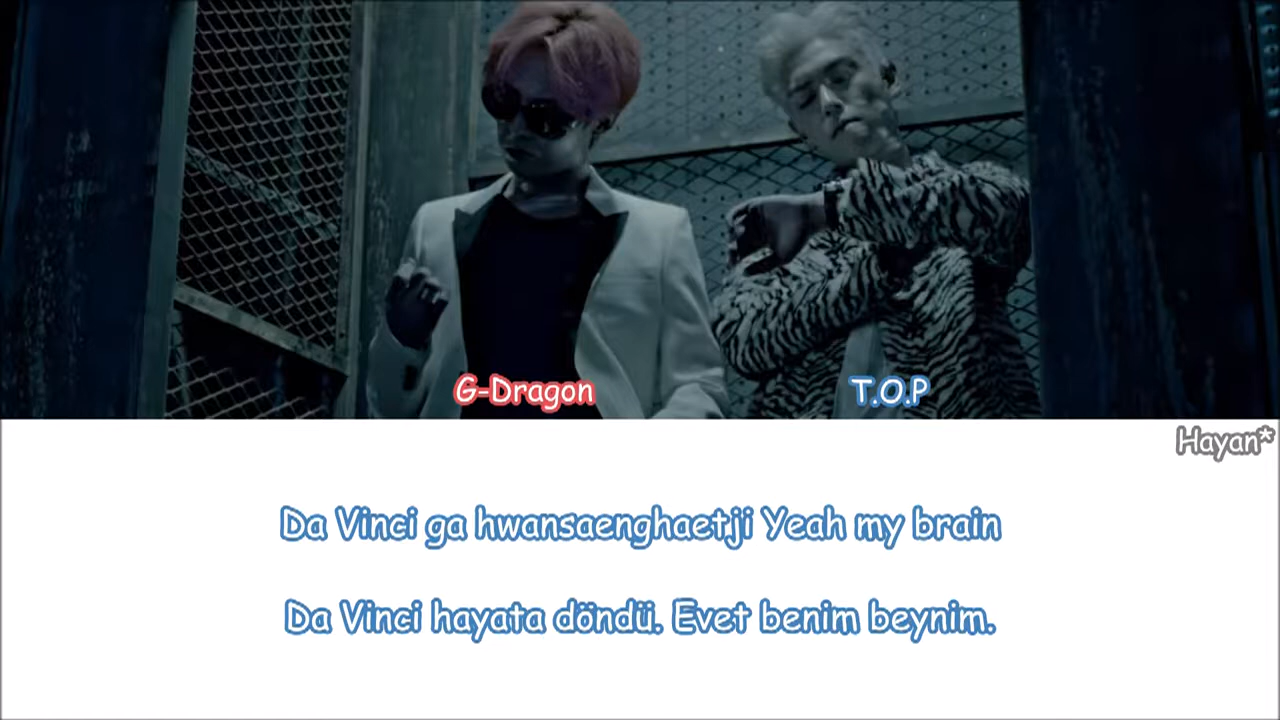 G-Dragon
T.O.P
Hayan*
Da Vinci ga hwansaenghaetji Yeah my brain
Da Vinci hayata döndü. Evet benim beynim.